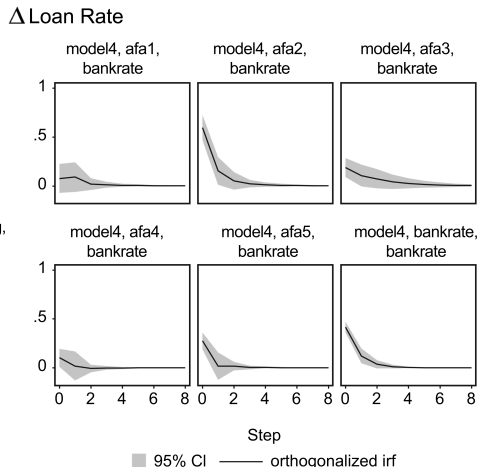 Δ Loan Rate
model4, afa1,
bankrate
model4, afa2,
bankrate
model4, afa3,
bankrate
1
.5
0
model4, afa4,
bankrate
model4, afa5,
bankrate
model4, bankrate,
bankrate
1
.5
0
0 2 4 6 8
0 2 4 6 8
0 2 4 6 8
Step
95% CI orthogonalized irf